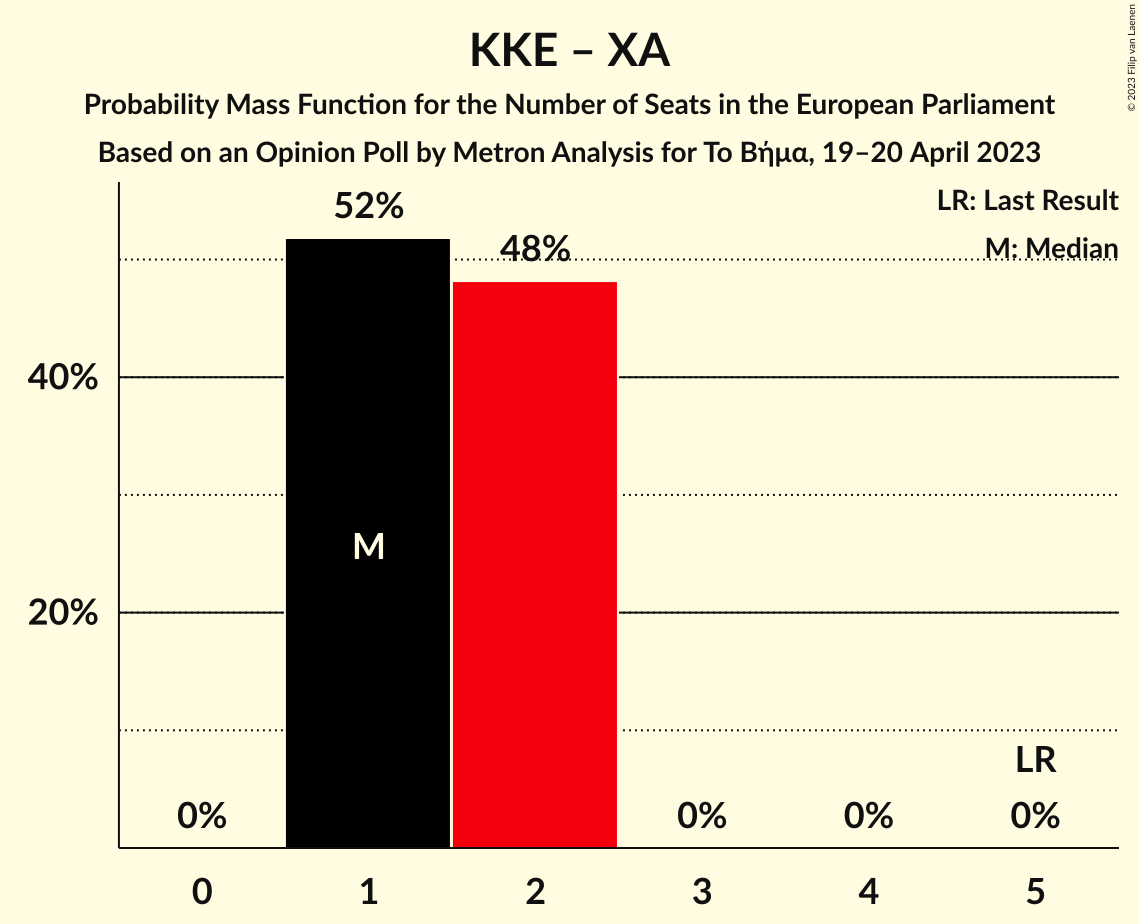 KKE – XA
Probability Mass Function for the Number of Seats in the European Parliament
Based on an Opinion Poll by Metron Analysis for Το Βήμα, 19–20 April 2023
© 2023 Filip van Laenen
LR: Last Result
M: Median
52%
48%
40%
20%
M
LR
0%
0%
0%
0%
0 1 2 3 4 5